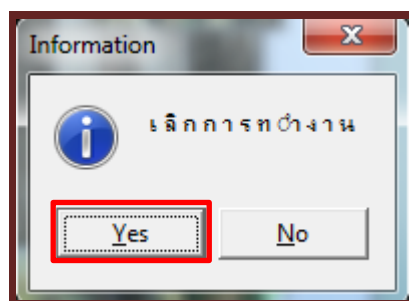 Information
เลิกการทำงาน
Yes
No